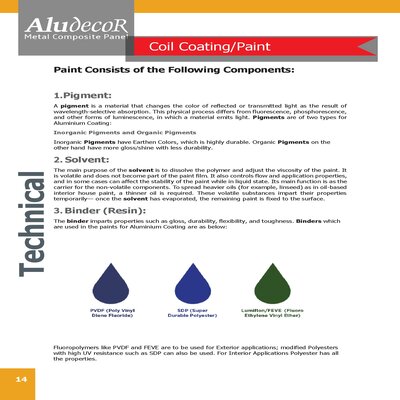 AludecoR
Metal Composite Pane
Coil Coating/Paint
Paint Consists of the Following Components:
1.Pigment:
A pigment is a material that changes the color of reflected or transmitted light as the result of
wavelength-selective absorption. This physical process differs from fluorescence, phosphorescence,
and other forms of luminescence, in which a material emits light. Pigments are of two types for
Aluminium Coating:
Inorganic Pigments and Organic Pigments
Inorganic Pigments have Earthen Colors, which is highly durable. Organic Pigments on the
other hand have more gloss/shine with less durability.
2. Solvent:
The main purpose of the solvent is to dissolve the polymer and adjust the viscosity of the paint. It
is volatile and does not become part of the paint film. It also controls flow and application properties,
and in some cases can affect the stability of the paint while in liquid state. Its main function is as the
carrier for the non-volatile components. To spread heavier oils (for example, linseed) as in oil-based
interior house paint, a thinner oil is required. These volatile substances impart their properties
temporarily— once the solvent has evaporated, the remaining paint is fixed to the surface.
3. Binder (Resin):
The binder imparts properties such as gloss, durability, flexibility, and toughness. Binders which
are used in the paints for Aluminium Coating are as below:
Technical
PVDF (Poly Vinyl
Diene Fluoride)
SDP (Super
Durable Polyester)
Lumiflon/FEVE (Fluoro
Ethylene Vinyl Ether)
Fluoropolymers like PVDF and FEVE are to be used for Exterior applications; modified Polyesters
with high UV resistance such as SDP can also be used. For Interior Applications Polyester has all
the properties.
14